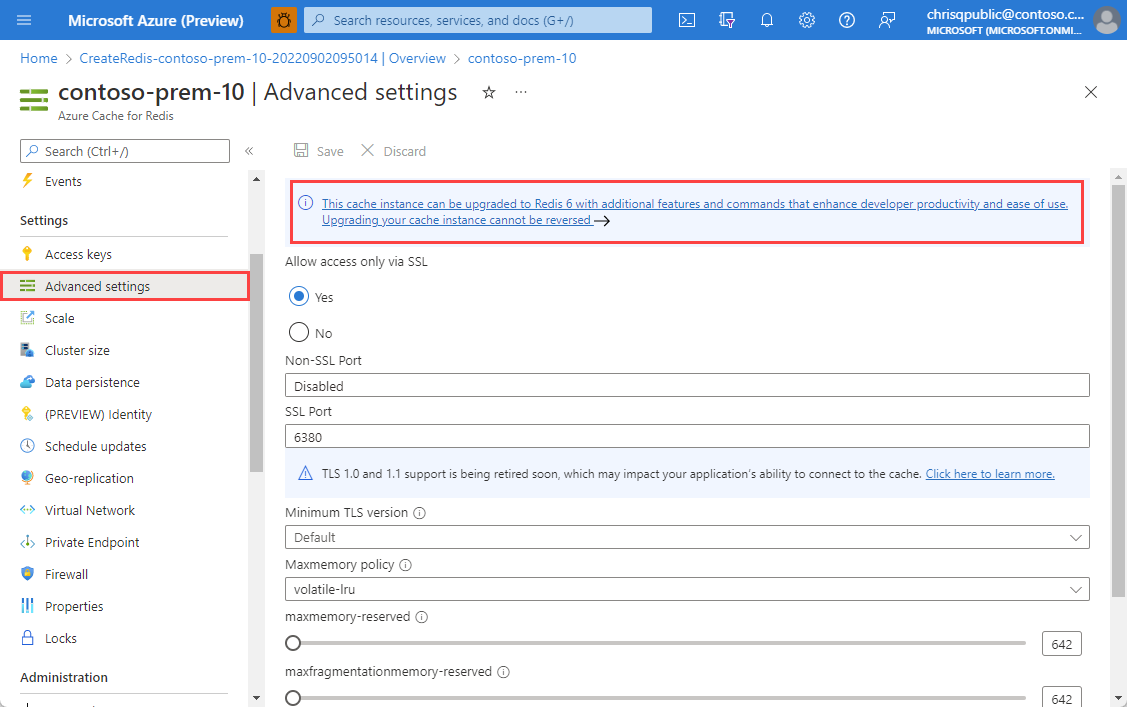 Microsoft Azure (Preview)
Search resources, services, and docs (G+/)
chrisqpublic@contoso.c...
MICROSOFT (MICROSOFT.ONMI...
Home > CreateRedis-contoso-prem-10-20220902095014 | Overview > contoso-prem-10
contoso-prem-10 | Advanced settings
Azure Cache for Redis
Search (Ctrl+/)
Events
Settings
Access keys
Advanced settings
Scale
Cluster size
Data persistence
(PREVIEW) Identity
Schedule updates
Geo-replication
Virtual Network
Private Endpoint
Firewall
Properties
Locks
Administration
Save
Discard
This cache instance can be upgraded to Redis 6 with additional features and commands that enhance developer productivity and ease of use.
Upgrading your cache instance cannot be reversed
Allow access only via SSL
Yes
No
Non-SSL Port
Disabled
SSL Port
6380
TLS 1.0 and 1.1 support is being retired soon, which may impact your application's ability to connect to the cache. Click here to learn more.
Minimum TLS version
Default
Maxmemory policy
volatile-lru
maxmemory-reserved
642
maxfragmentationmemory-reserved
642